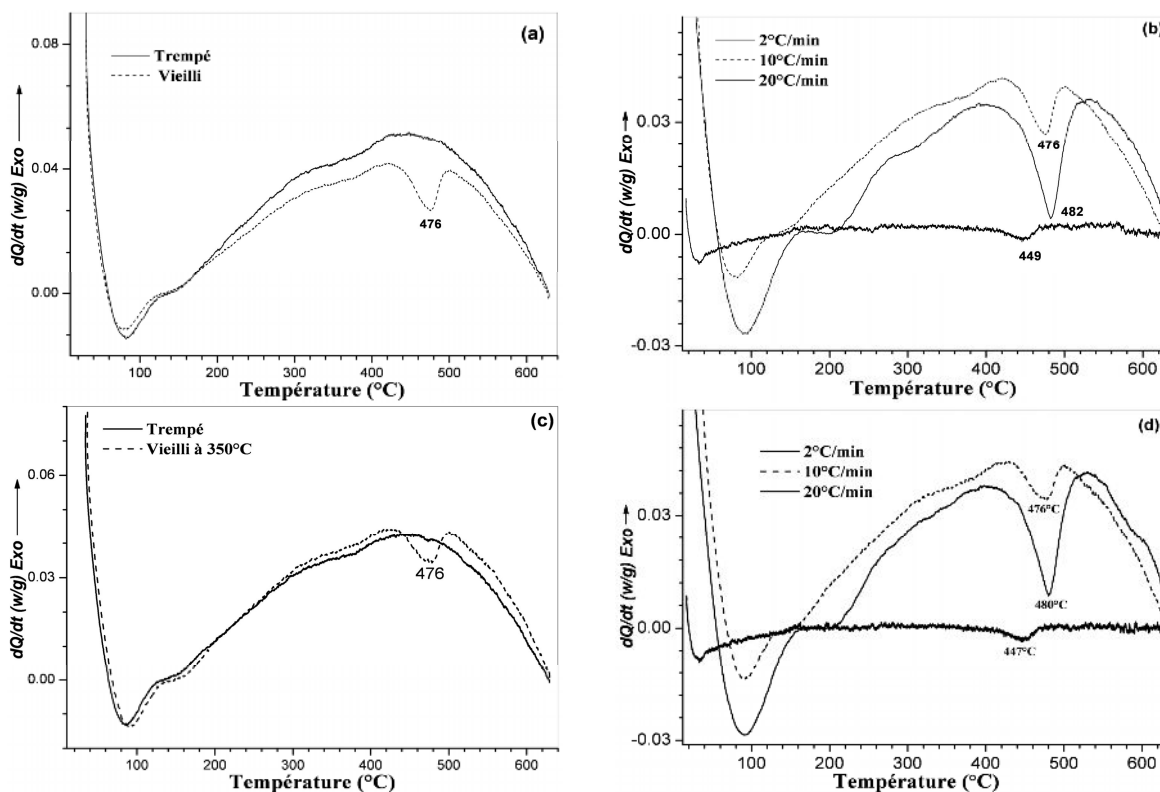 (a)
Trempé
Vieilli
0.08
0.04
0.00
dQ/dt (w/g) Exo
476
100 200 300 400 500 600
Température (°C)
(b)
2°C/min
10°C/min
20°C/min
0.03
0.00
-0.03
dQ/dt (w/g) Exo
476
482
449
100 200 300 400 500 600
Température (°C)
(c)
Trempé
Vieilli à 350°C
0.06
0.03
0.00
dQ/dt (w/g) Exo
476
100 200 300 400 500 600
Température (°C)
(d)
2°C/min
10°C/min
20°C/min
0.03
0.00
-0.03
dQ/dt (w/g) Exo
476°C
480°C
447°C
100 200 300 400 500 600
Température (°C)